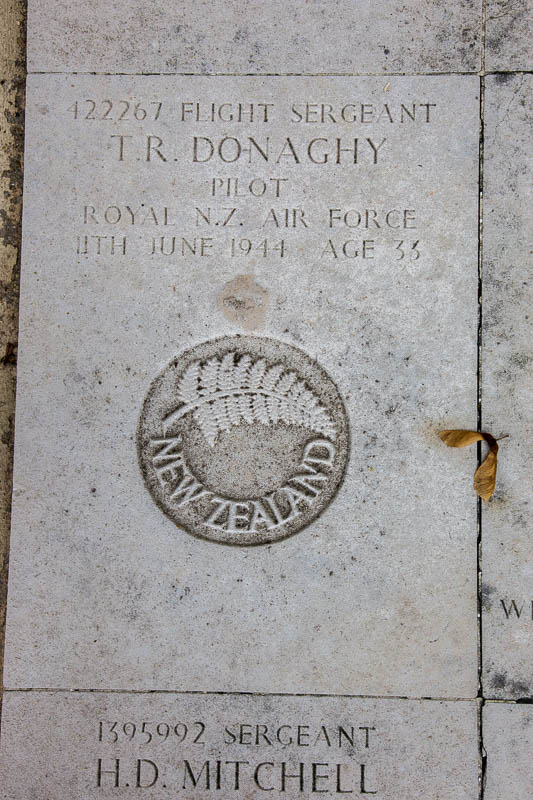 422267 FLIGHT SERGEANT
T.R. DONAGHY
PILOT
ROYAL N.Z. AIR FORCE
11TH JUNE 1944 AGE 33
NEW ZEALAND
1395992 SERGEANT
H.D. MITCHELL